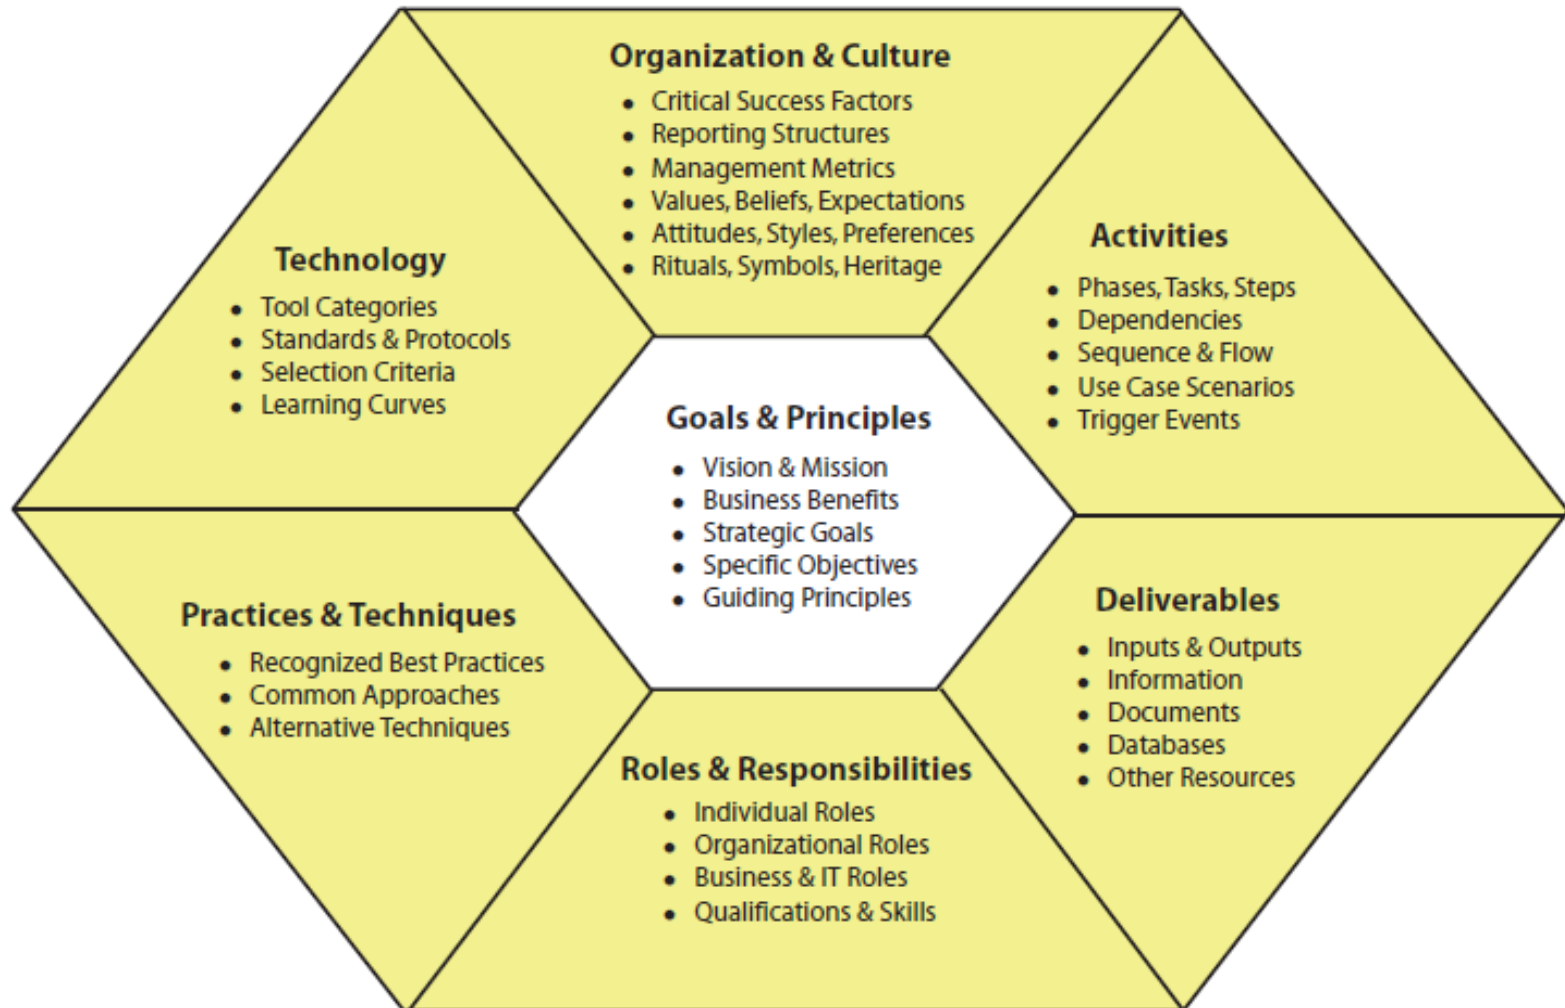 Organization & Culture
• Critical Success Factors
• Reporting Structures
• Management Metrics
• Values, Beliefs, Expectations
• Attitudes, Styles, Preferences
• Rituals, Symbols, Heritage
Technology
• Tool Categories
• Standards & Protocols
• Selection Criteria
• Learning Curves
Activities
• Phases, Tasks, Steps
• Dependencies
• Sequence & Flow
• Use Case Scenarios
• Trigger Events
Goals & Principles
• Vision & Mission
• Business Benefits
• Strategic Goals
• Specific Objectives
• Guiding Principles
Practices & Techniques
• Recognized Best Practices
• Common Approaches
• Alternative Techniques
Deliverables
• Inputs & Outputs
• Information
• Documents
• Databases
• Other Resources
Roles & Responsibilities
• Individual Roles
• Organizational Roles
• Business & IT Roles
• Qualifications & Skills